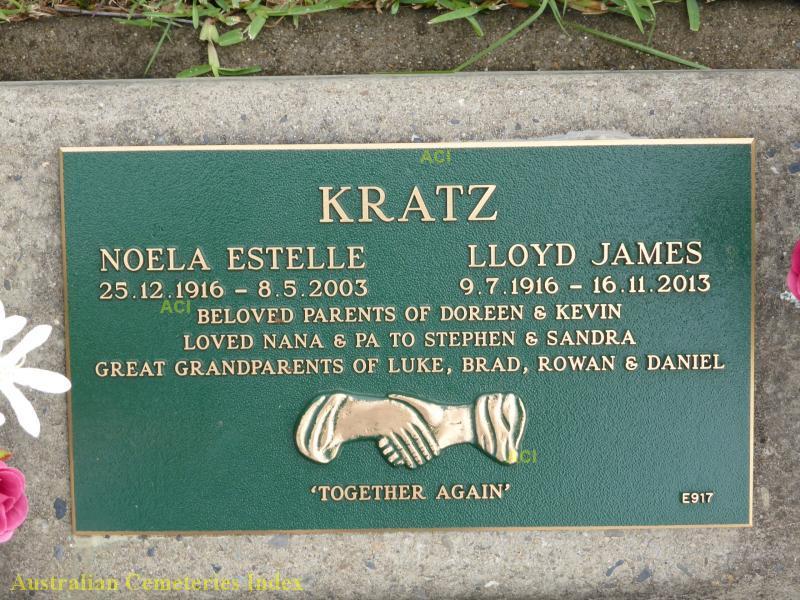 ACI
KRATZ
NOELA ESTELLE
25.12.1916 – 8.5.2003
LLOYD JAMES
9.7.1916 – 16.11.2013
ACI
BELOVED PARENTS OF DOREEN & KEVIN
LOVED NANA & PA TO STEPHEN & SANDRA
GREAT GRANDPARENTS OF LUKE, BRAD, ROWAN & DANIEL
ACI
'TOGETHER AGAIN'
E917
Australian Cemeteries Index